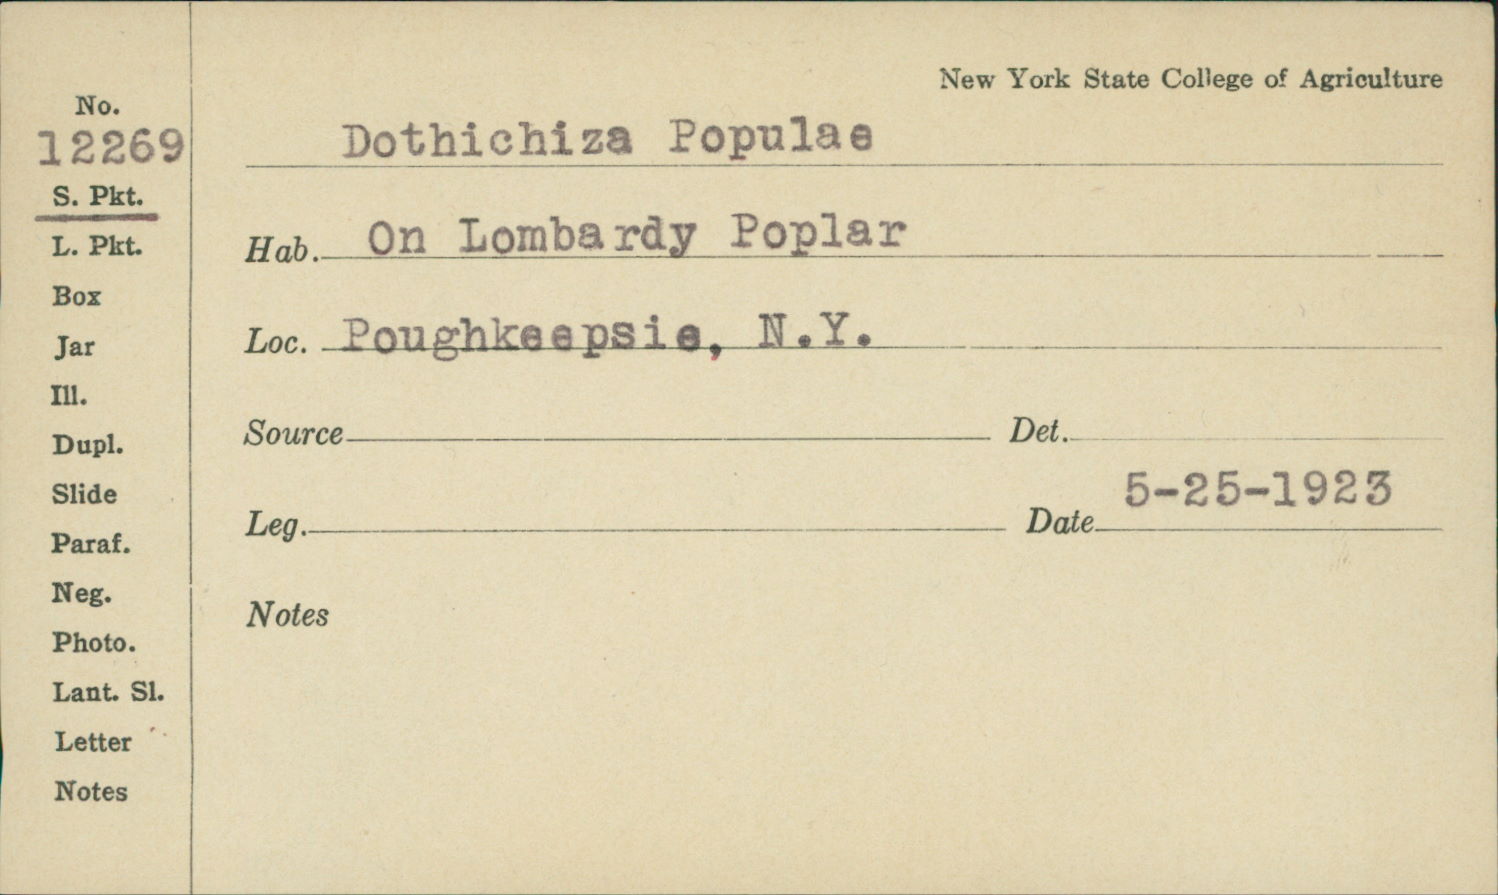 New York State College of Agriculture
No.
12269
S. Pkt.
L. Pkt.
Box
Jar
Ill.
Dupl.
Slide
Paraf.
Neg.
Photo.
Lant. Sl.
Letter
Notes
Dothichiza Populae
Hab. On Lombardy Poplar
Loc. Poughkeepsie, N.Y.
Source Det.
Leg. Date 5-25-1923
Notes